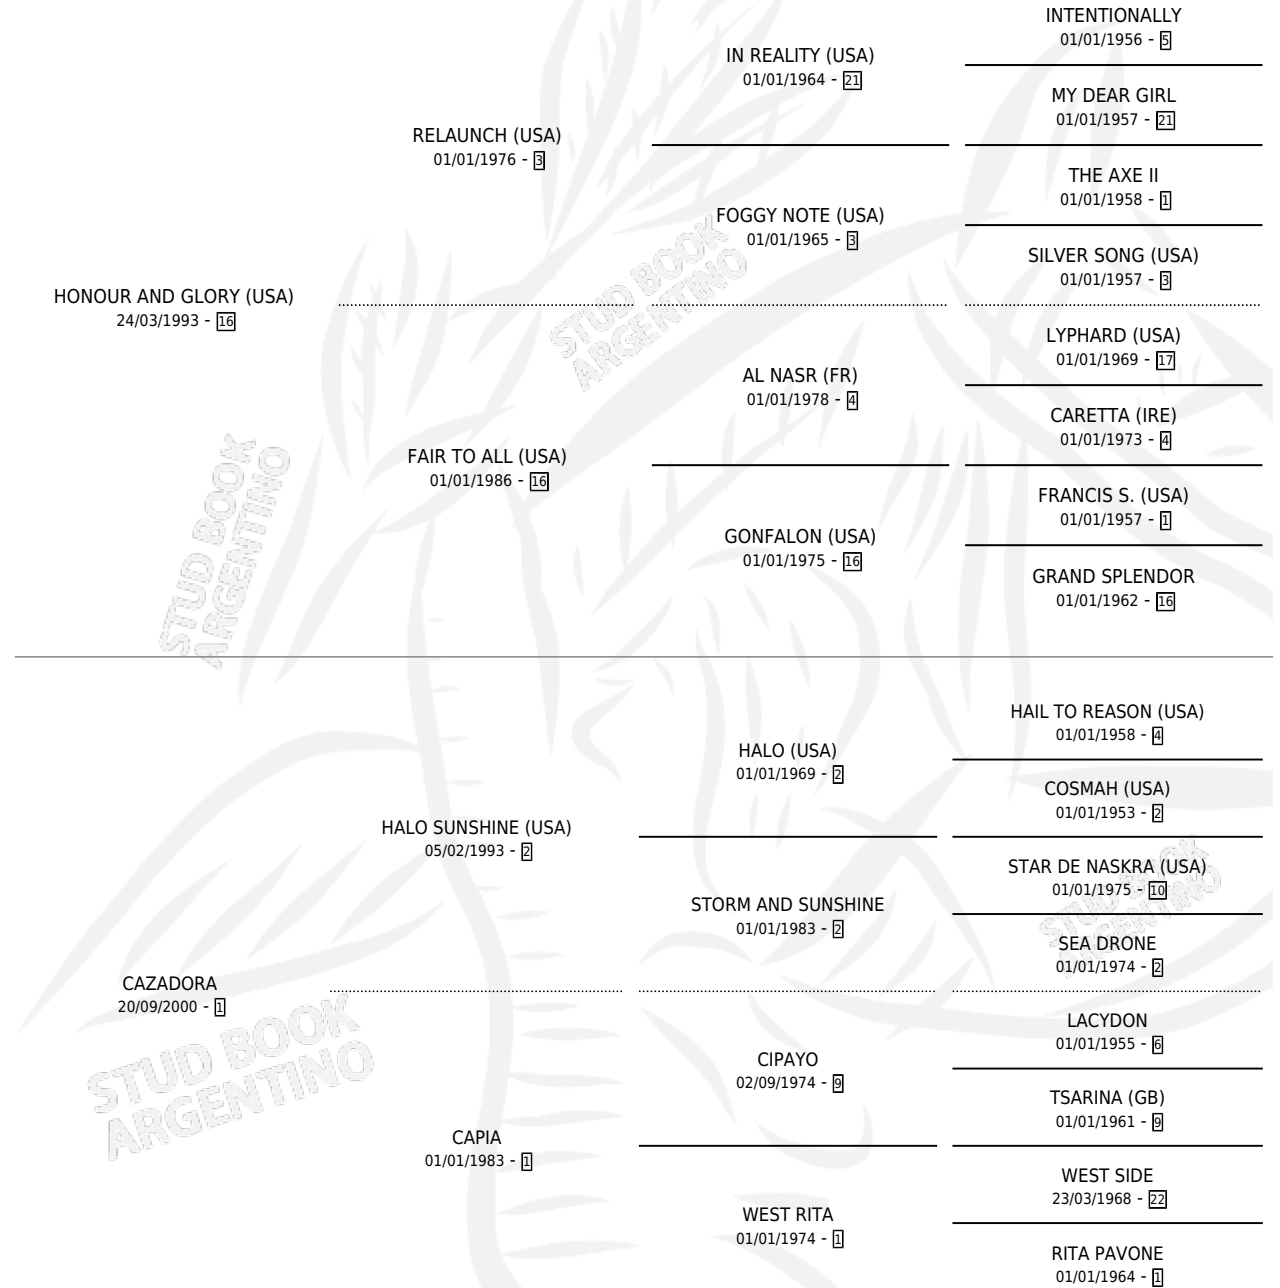 INTENTIONALLY
01/01/1956 - 5
IN REALITY (USA)
01/01/1964 - 21
MY DEAR GIRL
01/01/1957 - 21
RELAUNCH (USA)
01/01/1976 - 3
THE AXE II
01/01/1958 - 1
FOGGY NOTE (USA)
01/01/1965 - 3
SILVER SONG (USA)
01/01/1957 - 3
HONOUR AND GLORY (USA)
24/03/1993 - 16
STUD BOOK
ARGENTINO
LYPHARD (USA)
01/01/1969 - 17
AL NASR (FR)
01/01/1978 - 4
CARETTA (IRE)
01/01/1973 - 4
FAIR TO ALL (USA)
01/01/1986 - 16
FRANCIS S. (USA)
01/01/1957 - 1
GONFALON (USA)
01/01/1975 - 16
GRAND SPLENDOR
01/01/1962 - 16
STUD BOOK
ARGENTINO
HAIL TO REASON (USA)
01/01/1958 - 4
HALO (USA)
01/01/1969 - 2
COSMAH (USA)
01/01/1953 - 2
HALO SUNSHINE (USA)
05/02/1993 - 2
STAR DE NASKRA (USA)
01/01/1975 - 10
STORM AND SUNSHINE
01/01/1983 - 2
STUD BOOK
ARGENTINO
SEA DRONE
01/01/1974 - 2
CAZADORA
20/09/2000 - 1
LACYDON
01/01/1955 - 6
CIPAYO
02/09/1974 - 9
TSARINA (GB)
01/01/1961 - 9
STUD BOOK
ARGENTINO
CAPIA
01/01/1983 - 1
WEST SIDE
23/03/1968 - 22
WEST RITA
01/01/1974 - 1
RITA PAVONE
01/01/1964 - 1